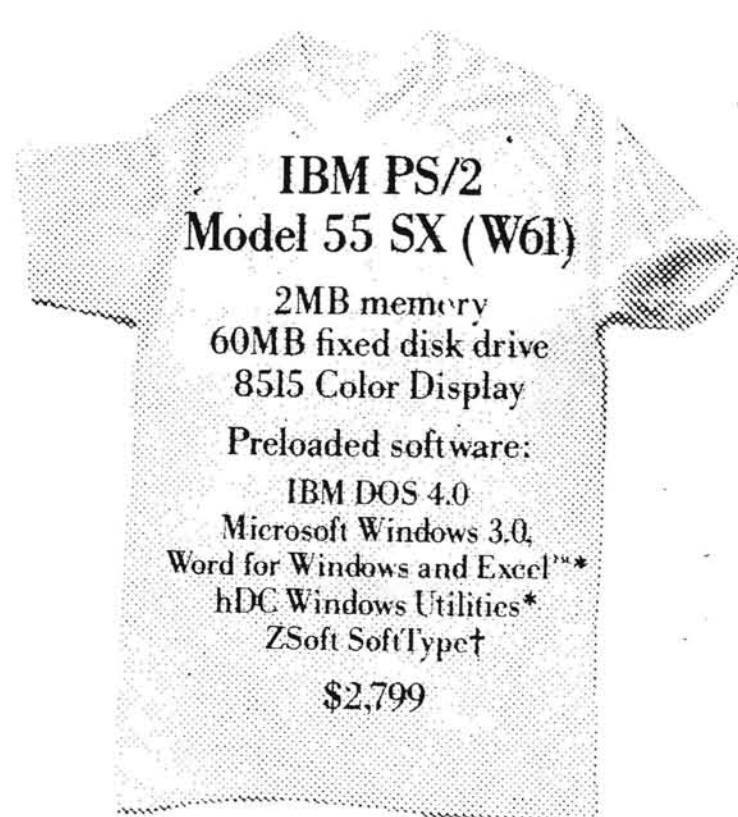 IBM PS/2
Model 55 SX (W61)
2MB memory
60MB fixed disk drive
8515 Color Display
Preloaded software:
IBM DOS 4.0
Microsoft Windows 3.0,
Word for Windows and Excel™*
hDC Windows Utilities*
ZSoft SoftType†
$2,799